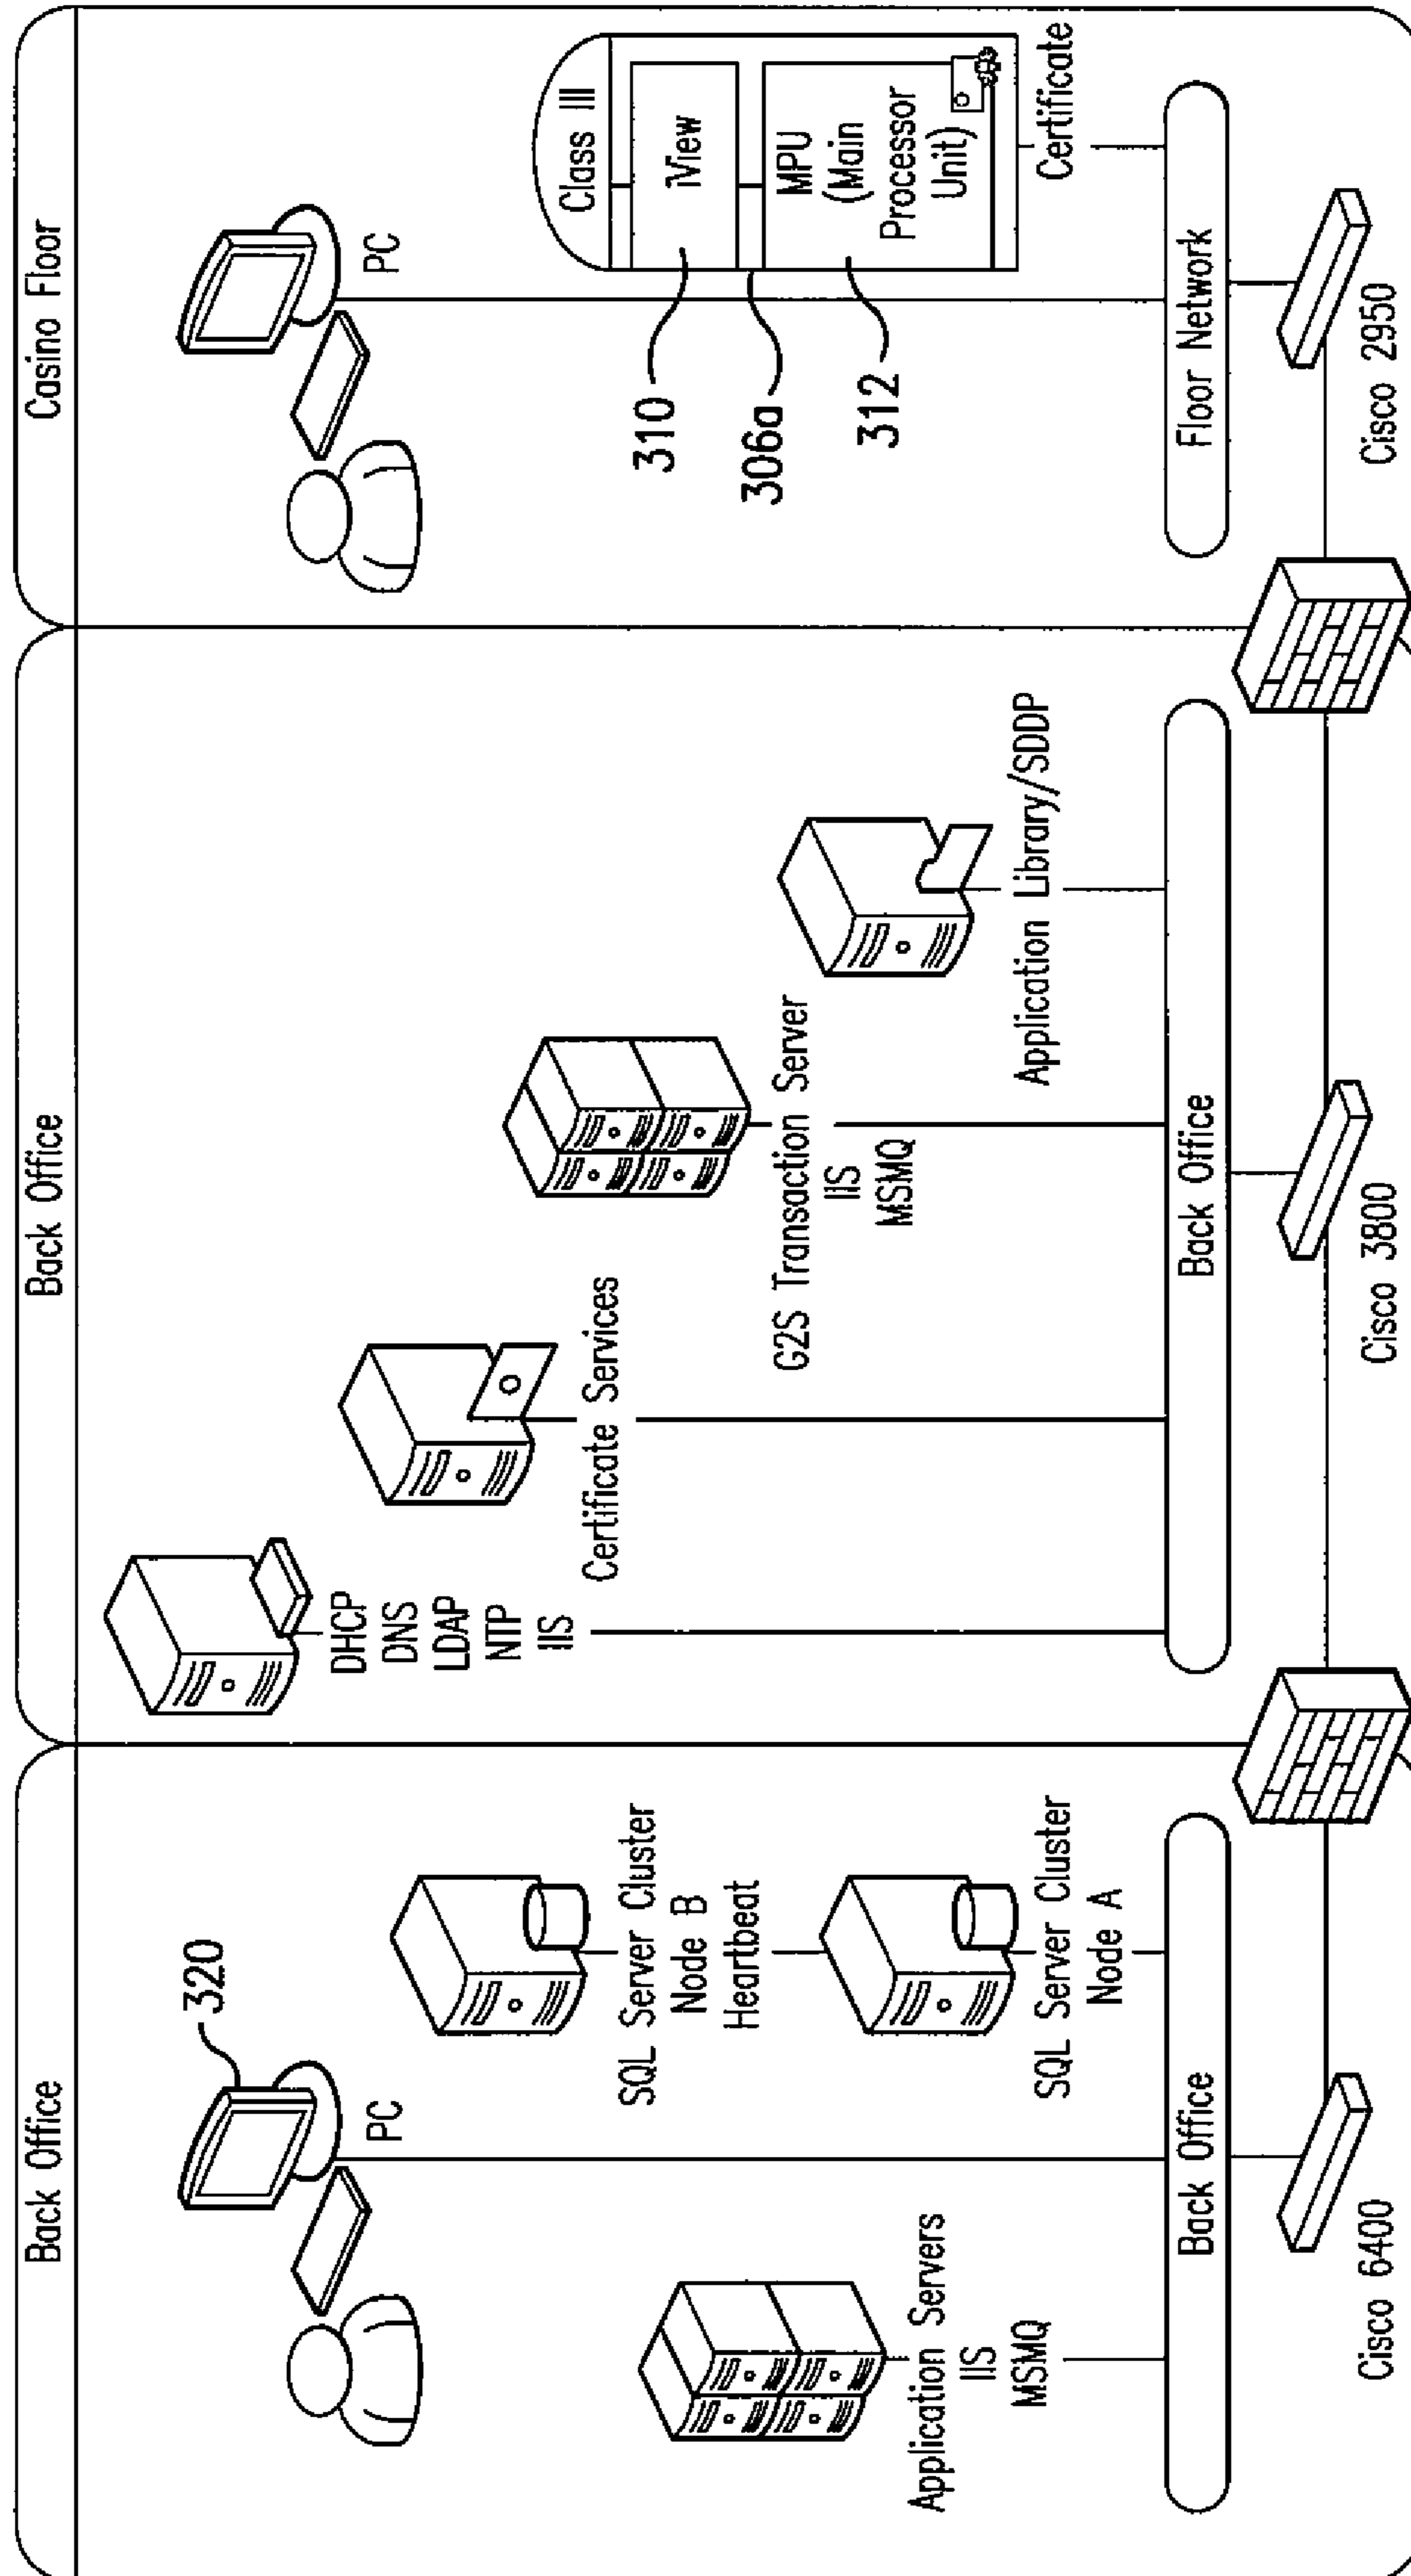 Back Office
320
PC
SQL Server Cluster
Node B
Heartbeat
Application Servers
IIS
MSMQ
SQL Server Cluster
Node A
Back Office
Cisco 6400
Back Office
DHCP
DNS
LDAP
NTP
IIS
Certificate Services
G2S Transaction Server
IIS
MSMQ
Application Library/SDDP
Back Office
Cisco 3800
Casino Floor
PC
Class III
iView
MPU
(Main
Processor
Unit)
310
306a
312
Certificate
Floor Network
Cisco 2950